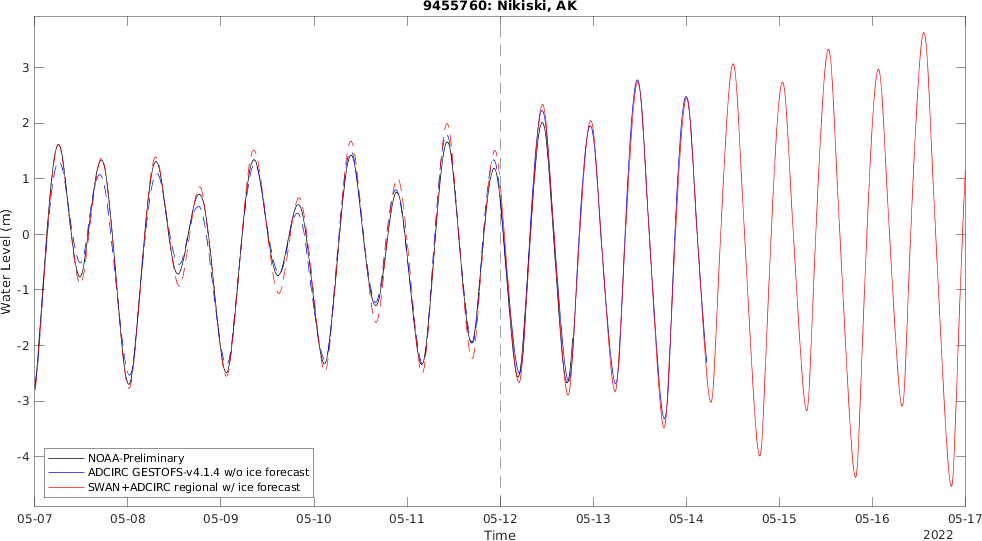 9455760: Nikiski, AK
Water Level (m)
3
2
1
0
-1
-2
-3
-4
NOAA-Preliminary
ADCIRC GESTOFS-v4.1.4 w/o ice forecast
SWAN+ADCIRC regional w/ ice forecast
05-07 05-08 05-09 05-10 05-11 05-12 05-13 05-14 05-15 05-16 05-17
Time
2022